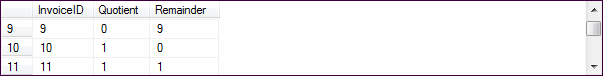 InvoiceID Quotient Remainder
9 9 0 9
10 10 1 0
11 11 1 1